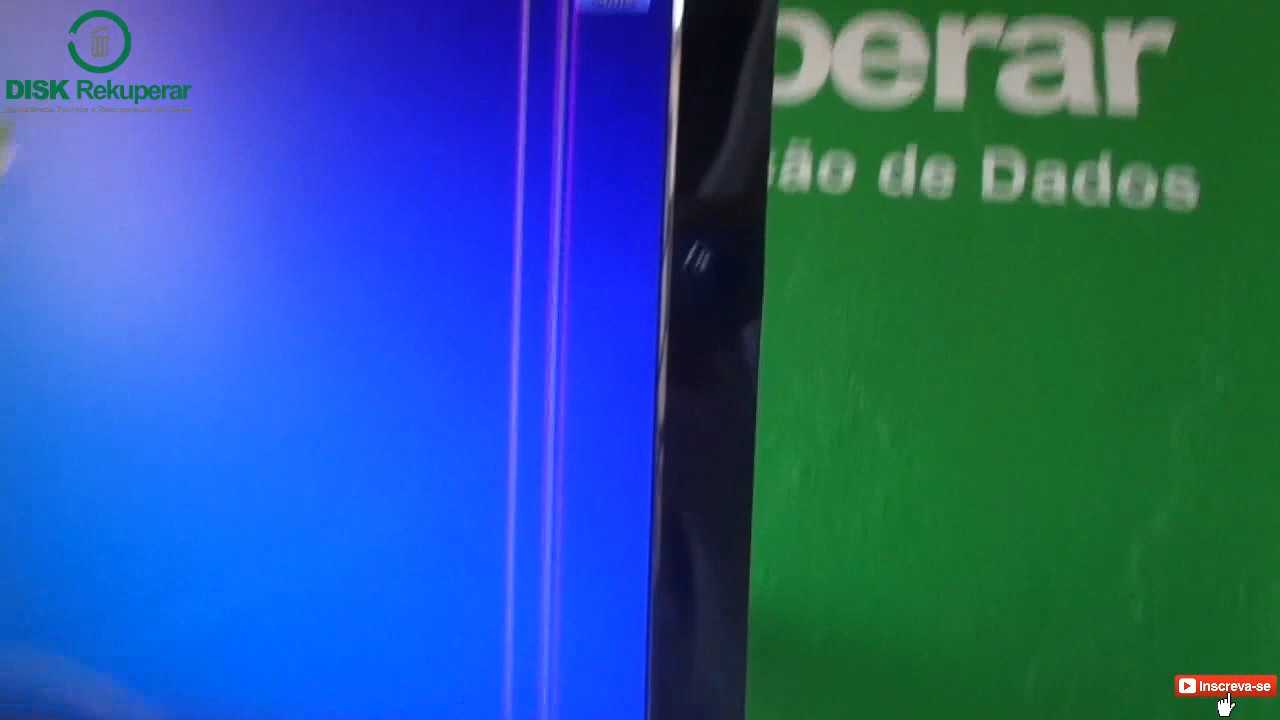 DISK Rekuperar
perar
são de Dados
Inscreva-se